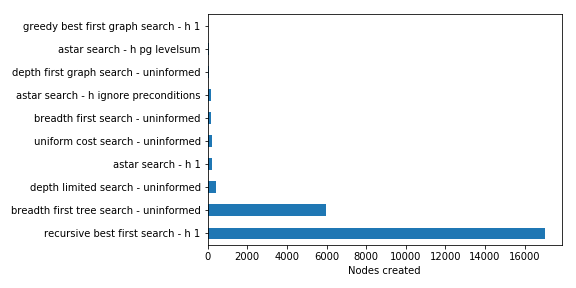 greedy best first graph search - h 1
astar search - h pg levelsum
depth first graph search - uninformed
astar search - h ignore preconditions
breadth first search - uninformed
uniform cost search - uninformed
astar search - h 1
depth limited search - uninformed
breadth first tree search - uninformed
recursive best first search - h 1
0 2000 4000 6000 8000 10000 12000 14000 16000
Nodes created